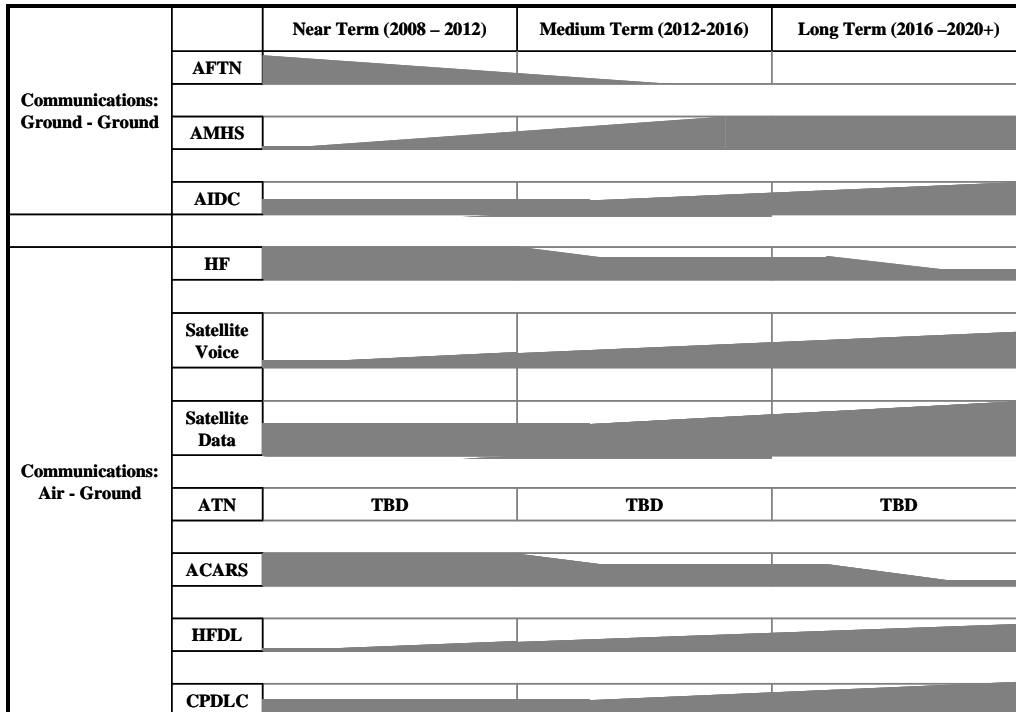 Near Term (2008 – 2012) Medium Term (2012-2016) Long Term (2016 –2020+)
AFTN
Communications:
Ground - Ground
AMHS
AIDC
HF
Satellite
Voice
Satellite
Data
Communications:
Air - Ground
ATN TBD TBD TBD
ACARS
HFDL
CPDLC